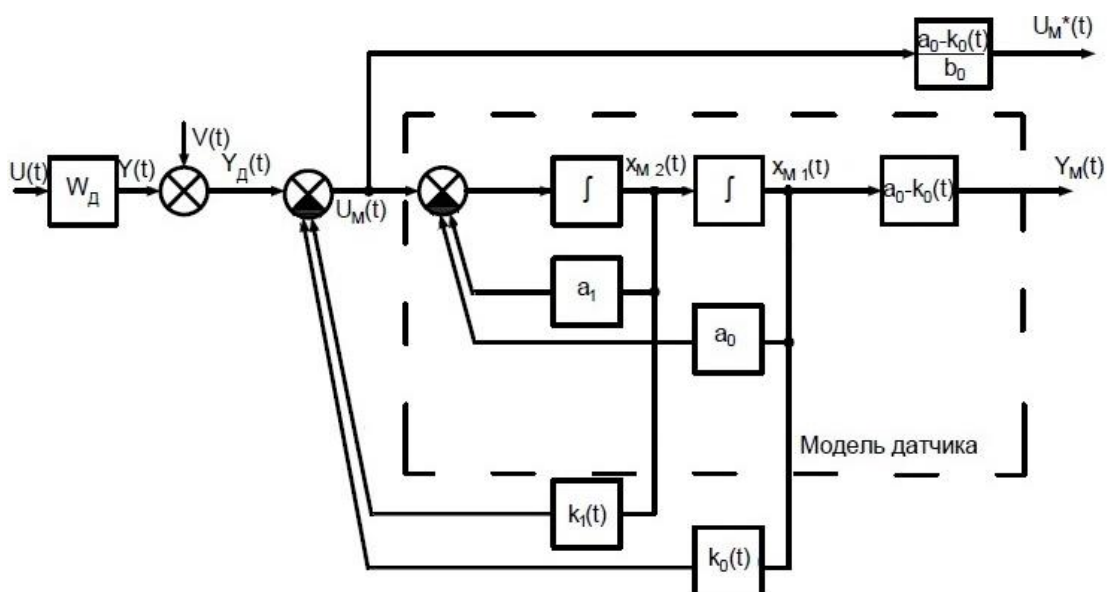 a₀-k₀(t)
b₀
U_M*(t)
V(t)
U(t)
W_Д
Y(t)
Y_Д(t)
U_M(t)
∫
x_M 2(t)
∫
x_M 1(t)
a₀-k₀(t)
Y_M(t)
a₁
a₀
Модель датчика
k₁(t)
k₀(t)